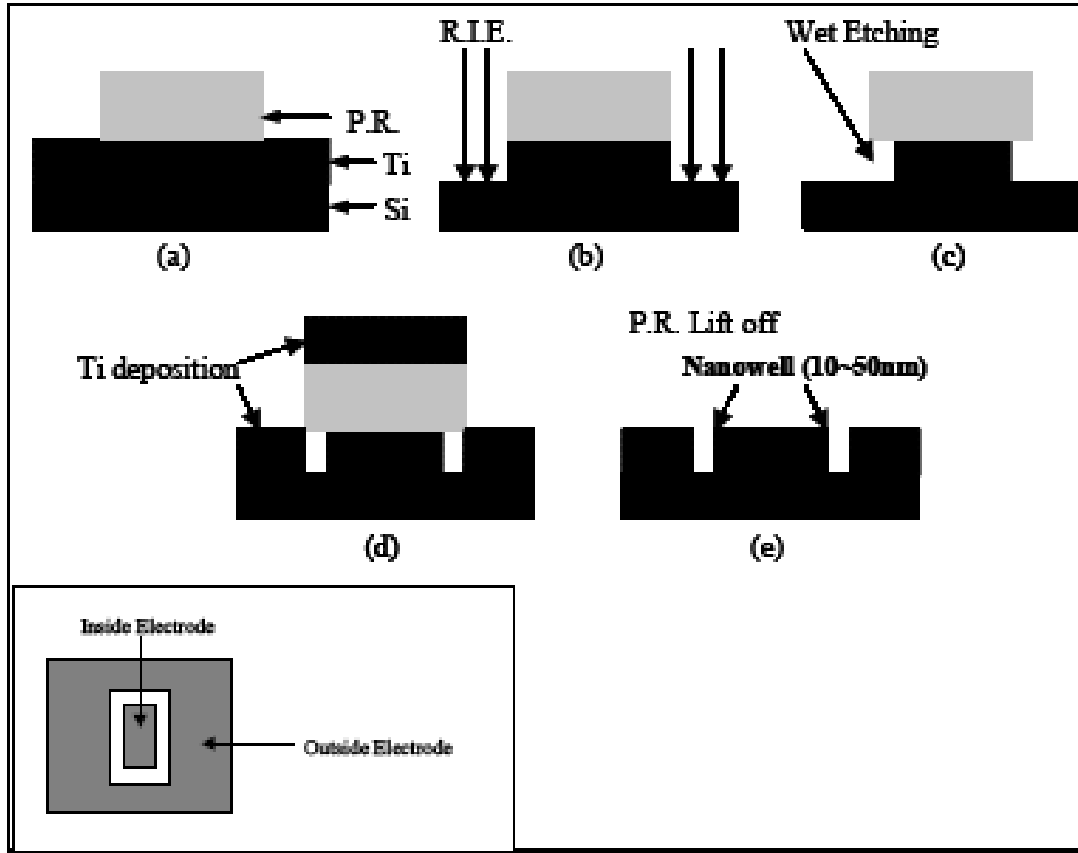 R.I.E.
Wet Etching
P.R.
Ti
Si
(a)
(b)
(c)
P.R. Lift off
Ti deposition
Nanowell (10~50nm)
(d)
(e)
Inside Electrode
Outside Electrode